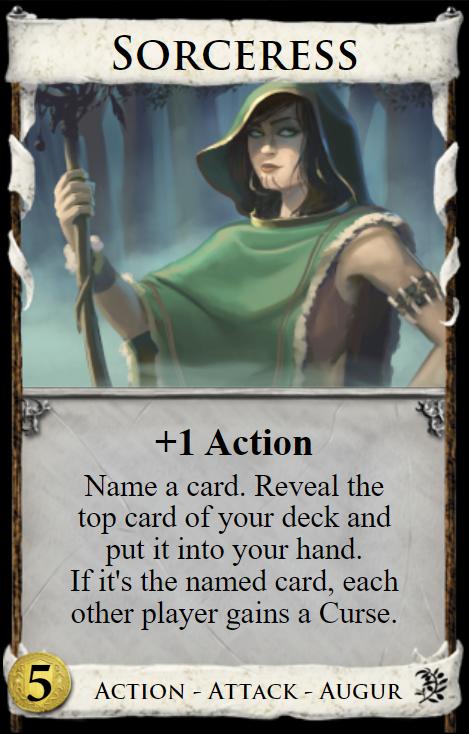 Sorceress
+1 Action
Name a card. Reveal the
top card of your deck and
put it into your hand.
If it's the named card, each
other player gains a Curse.
5
Action - Attack - Augur